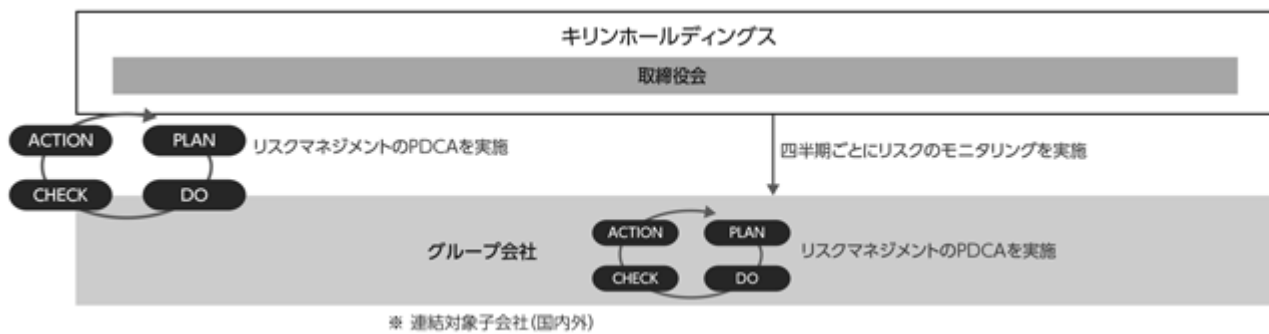 キリンホールディングス
取締役会
ACTION
PLAN
リスクマネジメントのPDCAを実施
CHECK
DO
四半期ごとにリスクのモニタリングを実施
グループ会社
ACTION
PLAN
CHECK
DO
リスクマネジメントのPDCAを実施
※ 連結対象子会社(国内外)